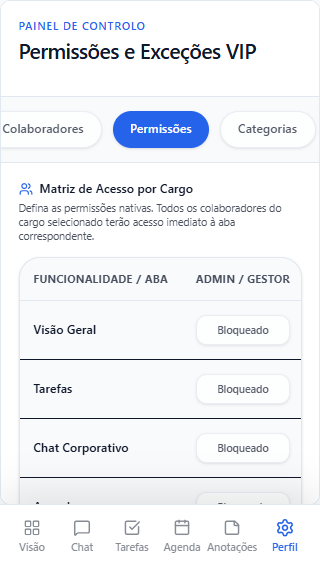 PAINEL DE CONTROLO
Permissões e Exceções VIP
Colaboradores
Permissões
Categorias
Matriz de Acesso por Cargo
Defina as permissões nativas. Todos os colaboradores do
cargo selecionado terão acesso imediato à aba
correspondente.
FUNCIONALIDADE / ABA ADMIN / GESTOR
Visão Geral Bloqueado
Tarefas Bloqueado
Chat Corporativo Bloqueado
Visão Chat Tarefas Agenda Anotações Perfil